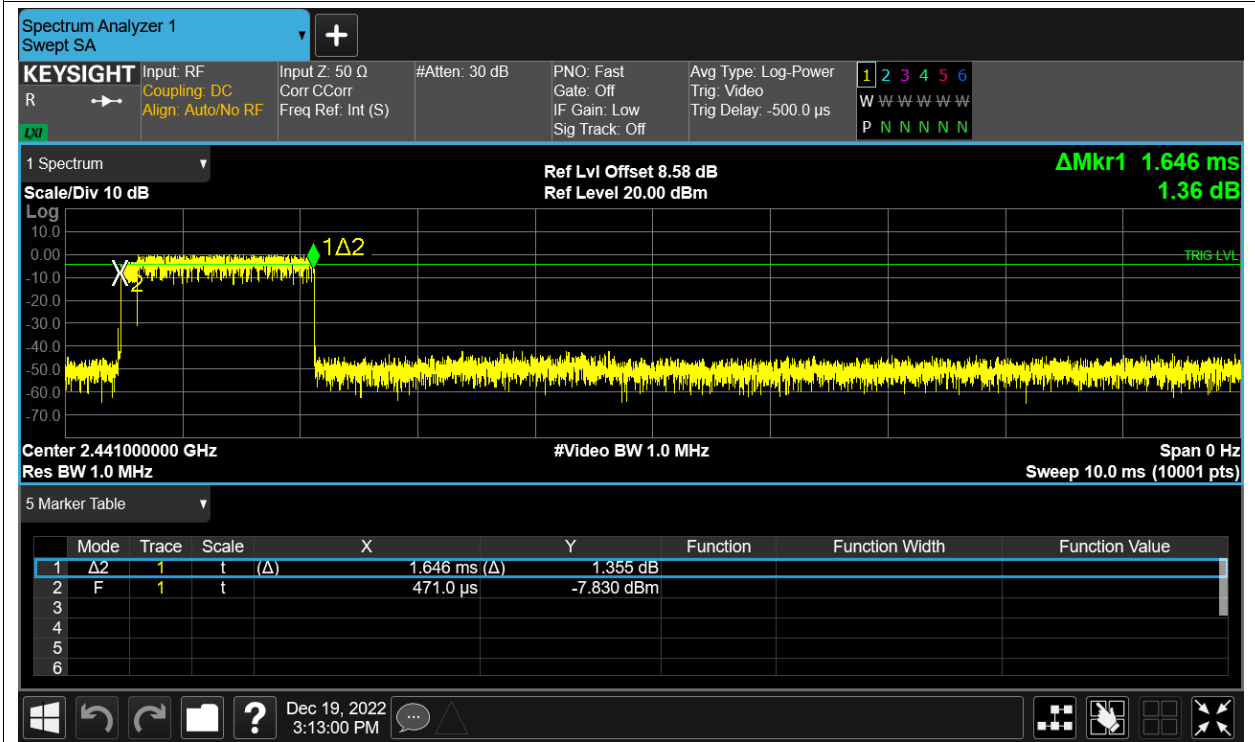 Spectrum Analyzer 1
Swept SA
+
KEYSIGHT Input: RF Input Z: 50 Ω #Atten: 30 dB PNO: Fast Avg Type: Log-Power 1 2 3 4 5 6
R Coupling: DC Corr CCorr Gate: Off Trig: Video W W W W W W
Align: Auto/No RF Freq Ref: Int (S) IF Gain: Low Trig Delay: -500.0 µs
LXI Sig Track: Off P N N N N N
1 Spectrum ΔMkr1 1.646 ms
Ref Lvl Offset 8.58 dB
Scale/Div 10 dB Ref Level 20.00 dBm 1.36 dB
Log
10.0
1Δ2
0.00
TRIG LVL
-10.0
X
2
-20.0
-30.0
-40.0
-50.0
-60.0
-70.0
Center 2.441000000 GHz #Video BW 1.0 MHz Span 0 Hz
Res BW 1.0 MHz Sweep 10.0 ms (10001 pts)
5 Marker Table
Mode Trace Scale X Y Function Function Width Function Value
1 Δ2 1 t (Δ) 1.646 ms (Δ) 1.355 dB
2 F 1 t 471.0 µs -7.830 dBm
3
4
5
6
? Dec 19, 2022
3:13:00 PM